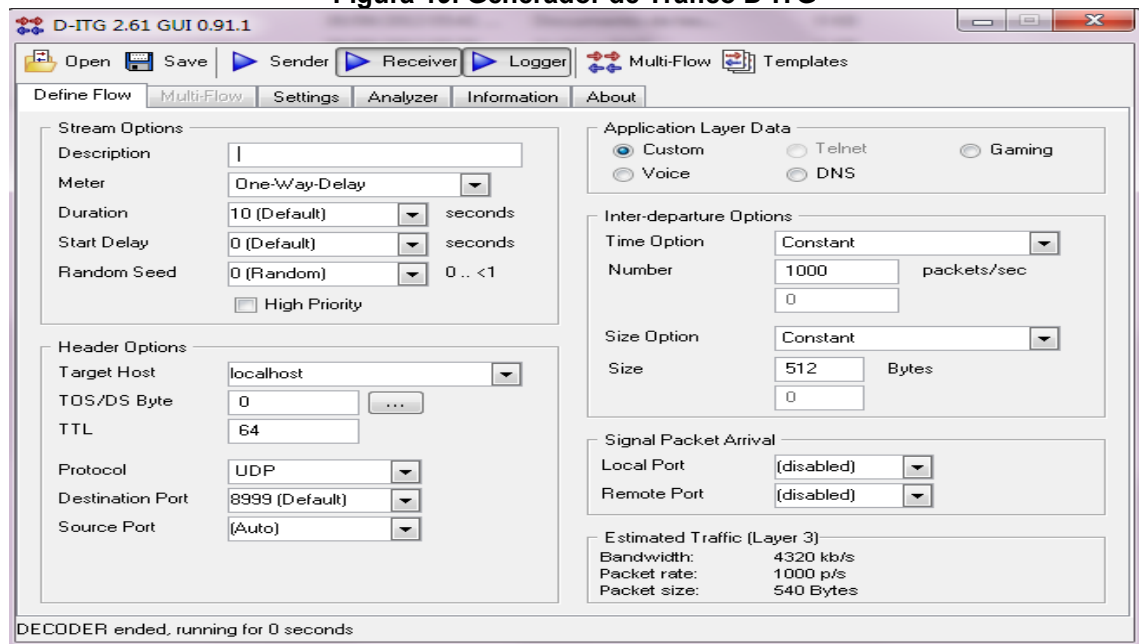 Figura 16. Generador de Tráfico D-ITG
D-ITG 2.61 GUI 0.91.1
Open Save Sender Receiver Logger Multi-Flow Templates
Define Flow Multi-Flow Settings Analyzer Information About
Stream Options
Description
Meter One-Way-Delay
Duration 10 (Default) seconds
Start Delay 0 (Default) seconds
Random Seed 0 (Random) 0 .. <1
High Priority
Header Options
Target Host localhost
TOS/DS Byte 0 ...
TTL 64
Protocol UDP
Destination Port 8999 (Default)
Source Port (Auto)
Application Layer Data
Custom Telnet Gaming
Voice DNS
Inter-departure Options
Time Option Constant
Number 1000 packets/sec
0
Size Option Constant
Size 512 Bytes
0
Signal Packet Arrival
Local Port (disabled)
Remote Port (disabled)
Estimated Traffic (Layer 3)
Bandwidth: 4320 kb/s
Packet rate: 1000 p/s
Packet size: 540 Bytes
DECODER ended, running for 0 seconds